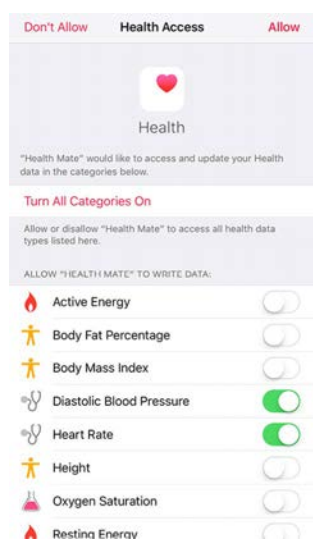 Don't Allow Health Access Allow
Health
"Health Mate" would like to access and update your Health
data in the categories below.
Turn All Categories On
Allow or disallow "Health Mate" to access all health data
types listed here.
ALLOW "HEALTH MATE" TO WRITE DATA:
Active Energy
Body Fat Percentage
Body Mass Index
Diastolic Blood Pressure
Heart Rate
Height
Oxygen Saturation
Resting Energy